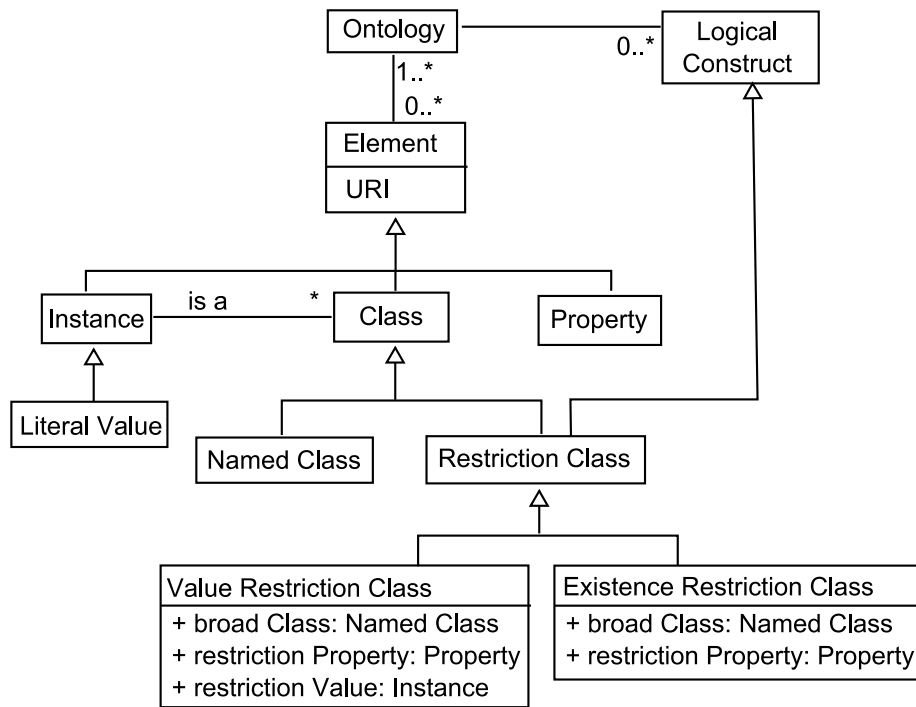 Ontology
Logical
Construct
0..*
1..*
0..*
Element
URI
Instance
is a
*
Class
Property
Literal Value
Named Class
Restriction Class
Value Restriction Class
+ broad Class: Named Class
+ restriction Property: Property
+ restriction Value: Instance
Existence Restriction Class
+ broad Class: Named Class
+ restriction Property: Property